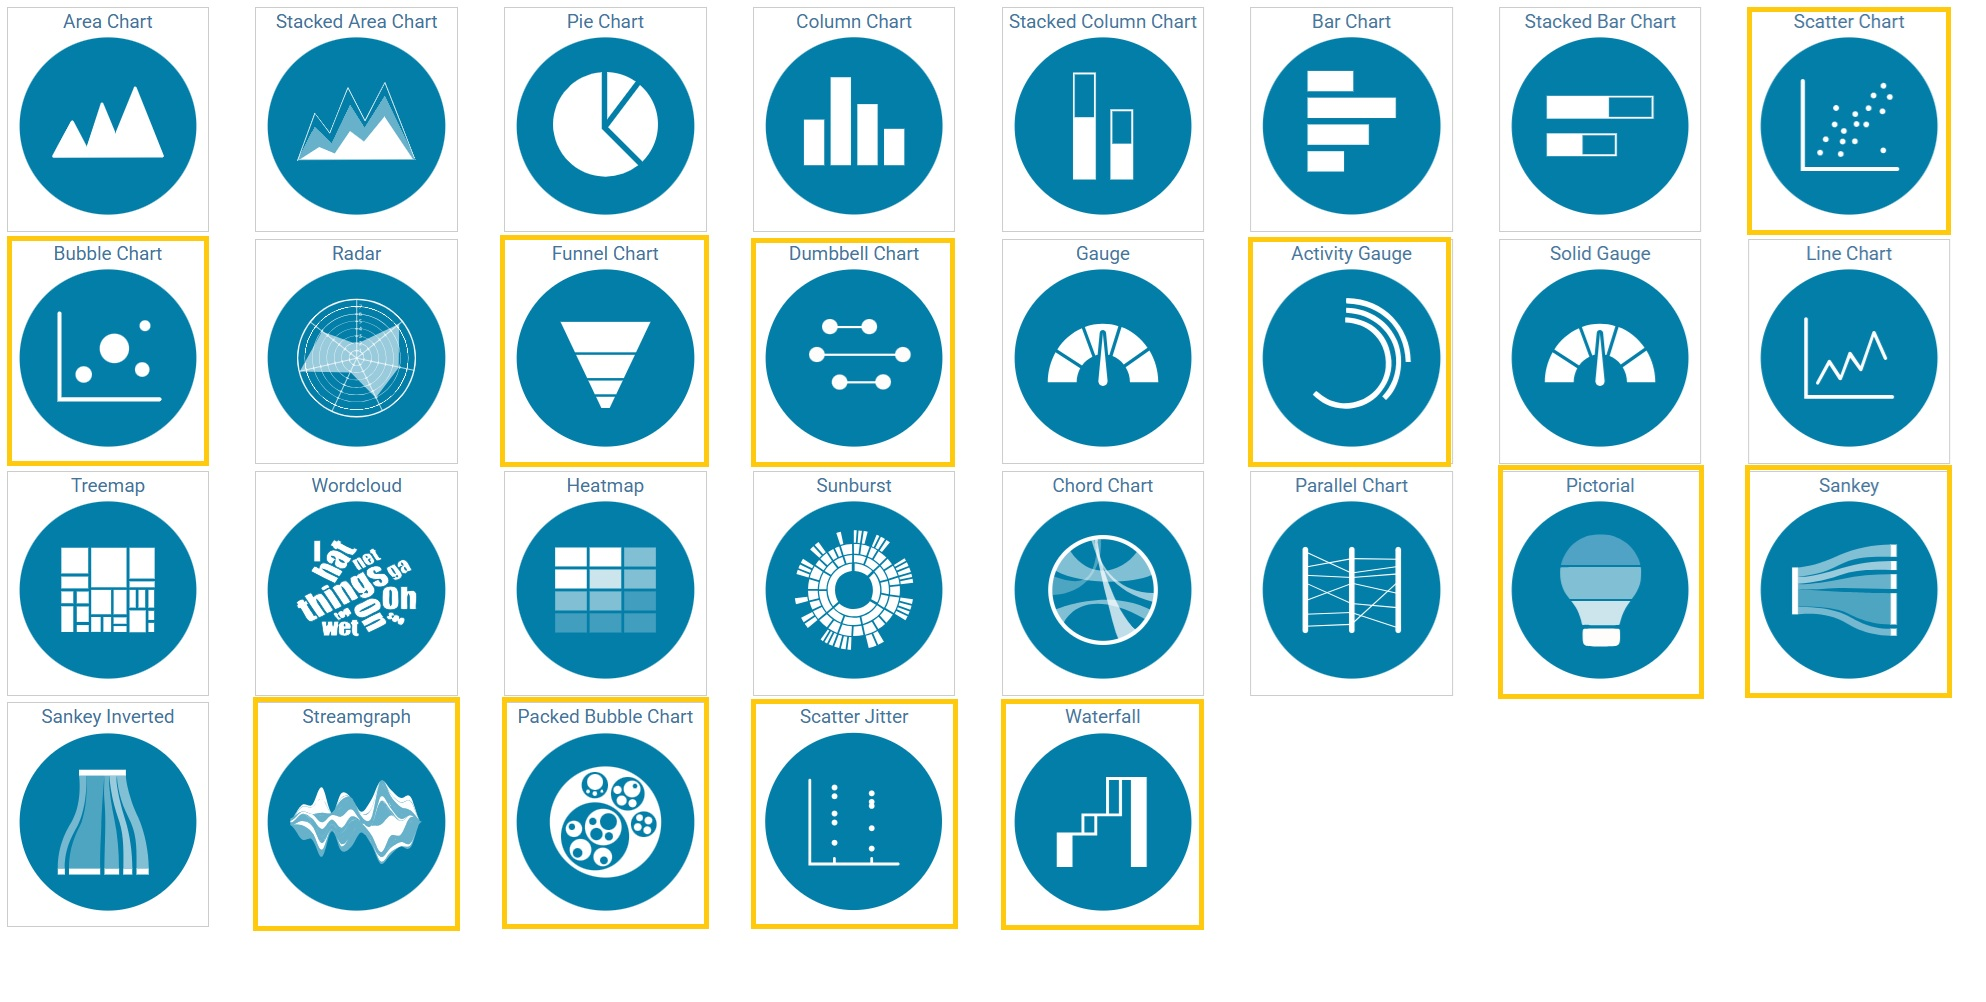 Area Chart
Stacked Area Chart
Pie Chart
Column Chart
Stacked Column Chart
Bar Chart
Stacked Bar Chart
Scatter Chart
Bubble Chart
Radar
Funnel Chart
Dumbbell Chart
Gauge
Activity Gauge
Solid Gauge
Line Chart
Treemap
Wordcloud
Heatmap
Sunburst
Chord Chart
Parallel Chart
Pictorial
Sankey
I
hat
net
ga
things
Oh
on
wet
Sankey Inverted
Streamgraph
Packed Bubble Chart
Scatter Jitter
Waterfall